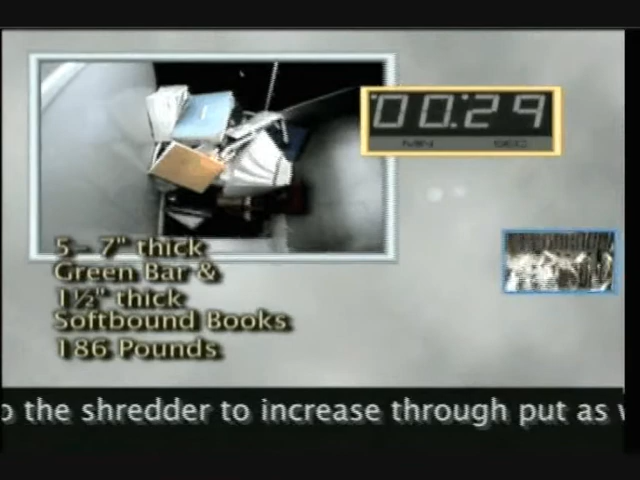 00:29
MIN SEC
5 – 7" thick
Green Bar &
1½" thick
Softbound Books
186 Pounds
the shredder to increase through put as